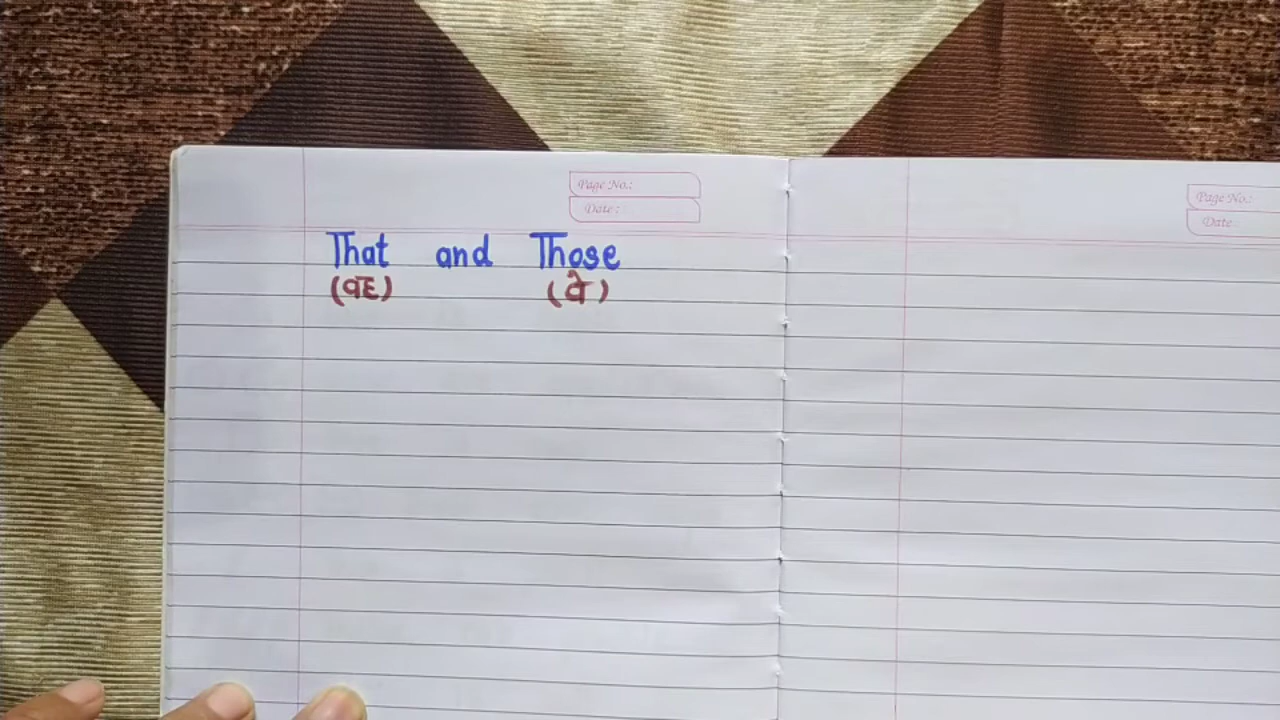 Page No.:
Date:
That and Those
(वह) (वे)
Page No.:
Date